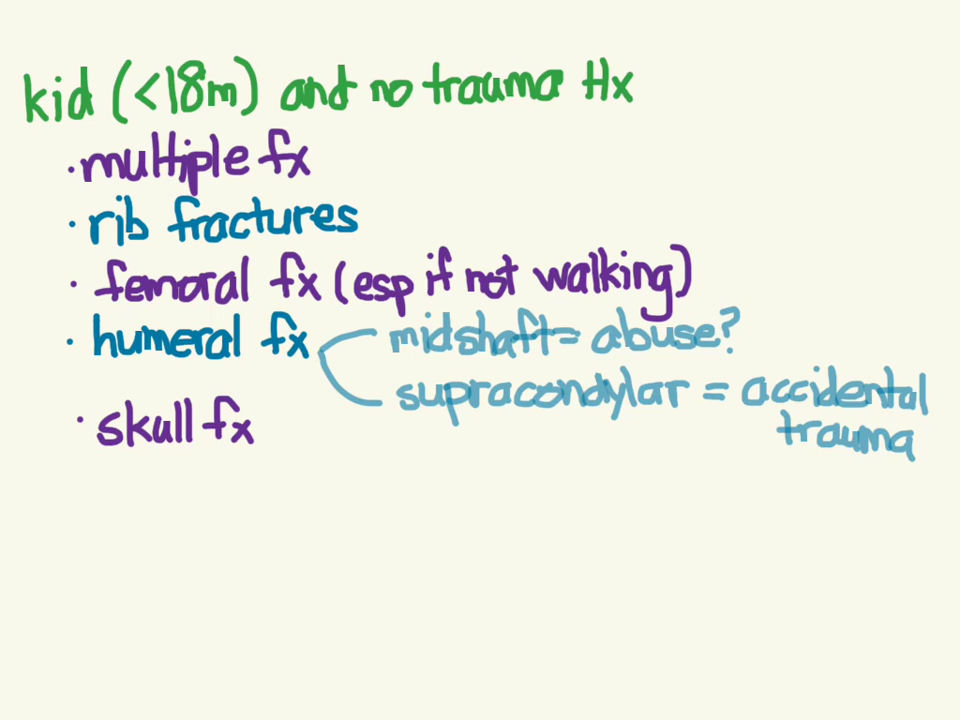 kid (<18m) and no trauma Hx
· multiple fx
· rib fractures
· femoral fx (esp if not walking)
· humeral fx
midshaft = abuse?
supracondylar = accidental
trauma
· skull fx